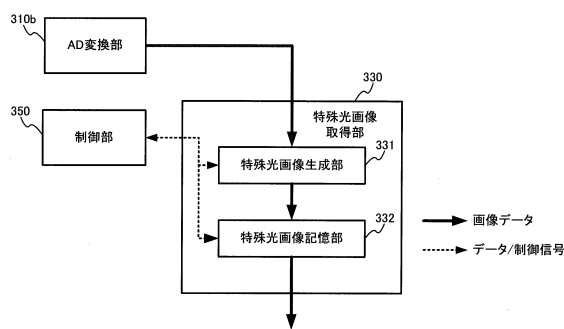 310b
AD変換部
330
350
制御部
特殊光画像
取得部
特殊光画像生成部
331
特殊光画像記憶部
332
画像データ
データ/制御信号